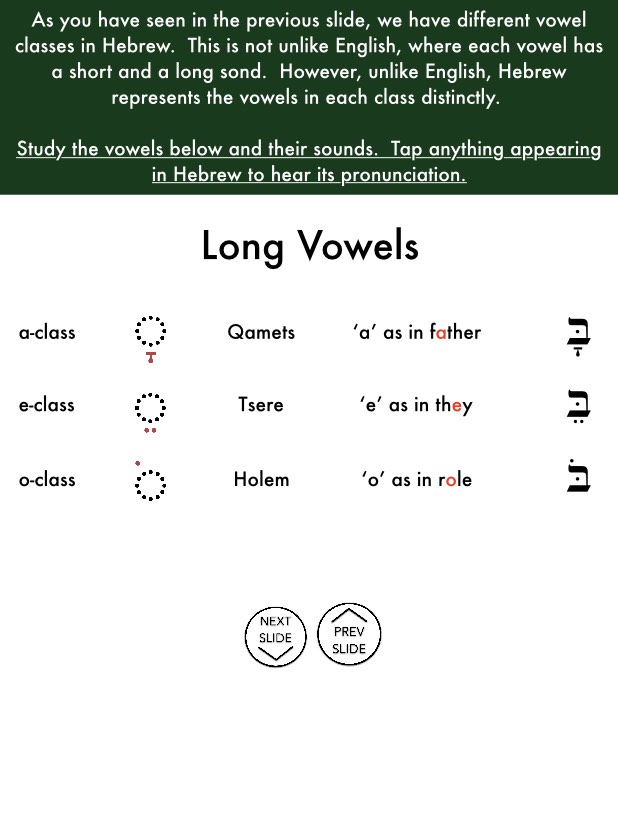 As you have seen in the previous slide, we have different vowel
classes in Hebrew.  This is not unlike English, where each vowel has
a short and a long sond.  However, unlike English, Hebrew
represents the vowels in each class distinctly.
Study the vowels below and their sounds.  Tap anything appearing
in Hebrew to hear its pronunciation.
Long Vowels
a-class ◌ָ Qamets ‘a’ as in father בָּ
e-class ◌ֵ Tsere ‘e’ as in they בֵּ
o-class ◌ֹ Holem ‘o’ as in role בֹּ
NEXT
SLIDE
PREV
SLIDE